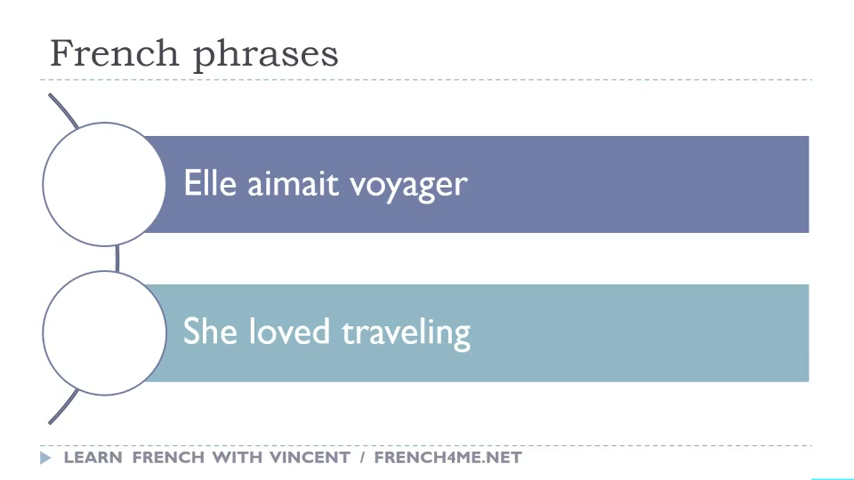 French phrases
Elle aimait voyager
She loved traveling
LEARN FRENCH WITH VINCENT / FRENCH4ME.NET